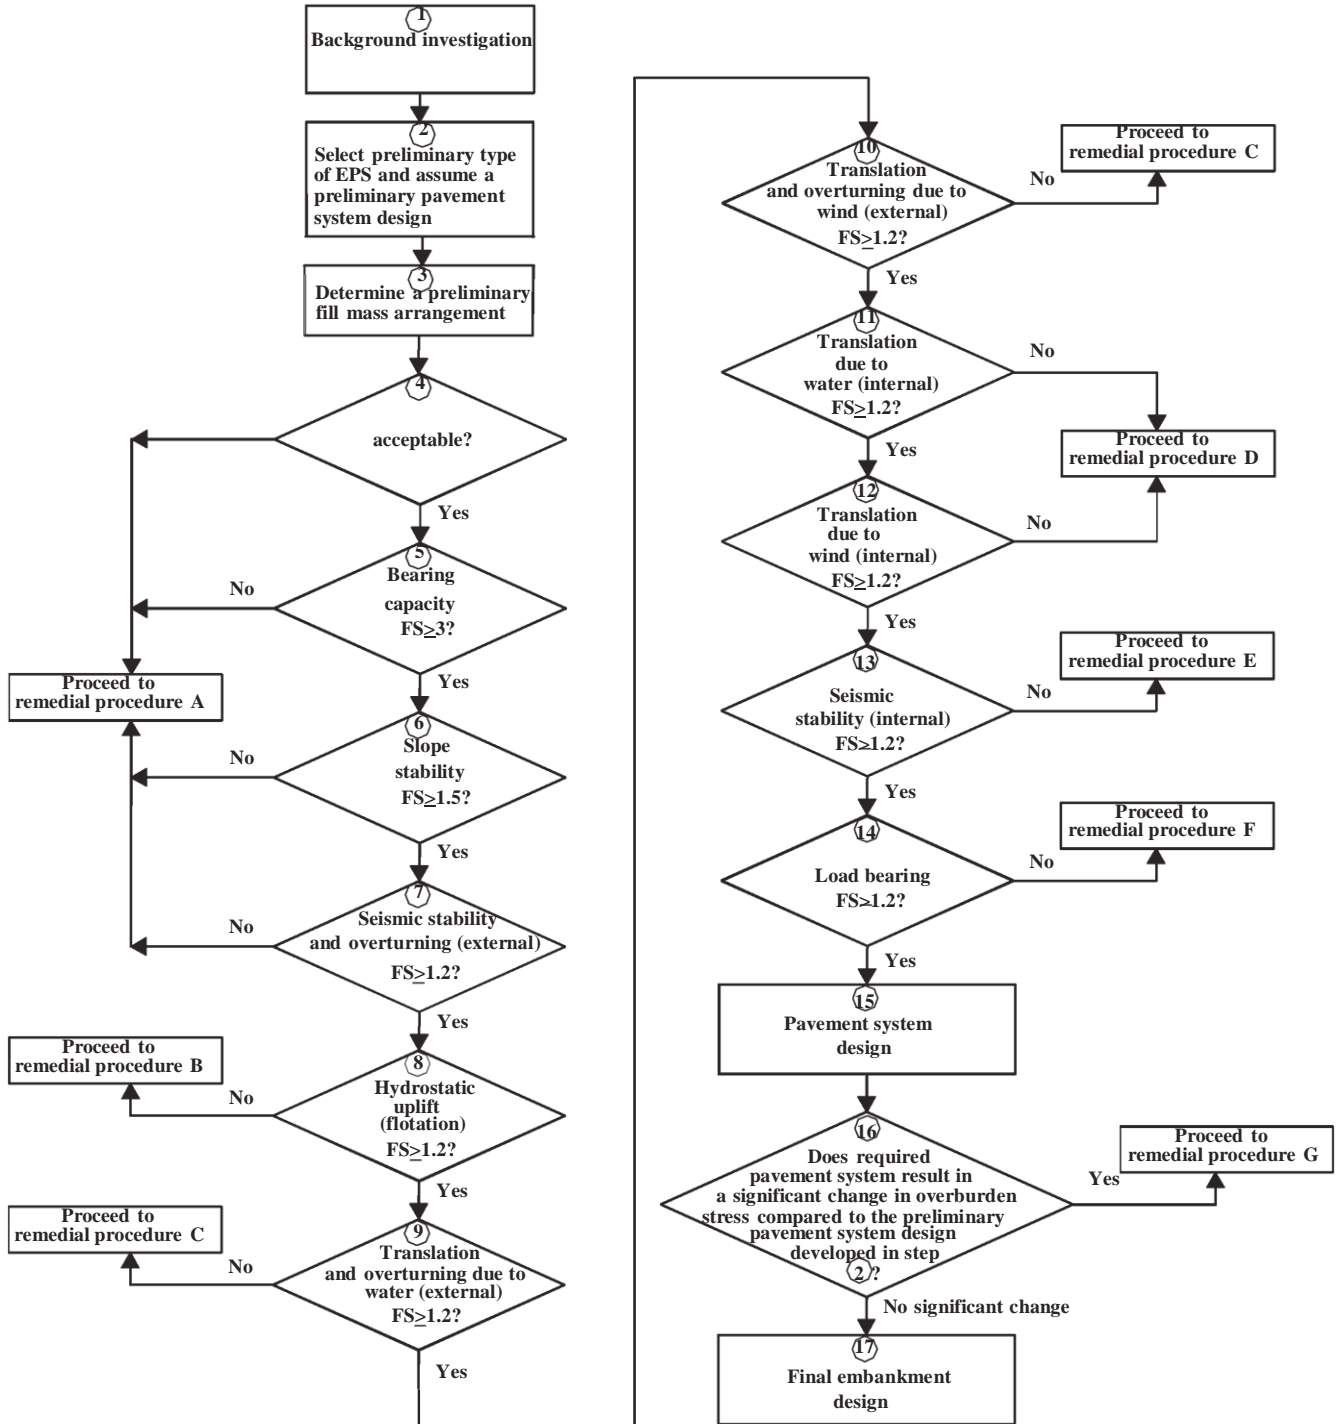 1
Background investigation
2
Select preliminary type
of EPS and assume a
preliminary pavement
system design
3
Determine a preliminary
fill mass arrangement
4
acceptable?
Yes
5
Bearing
capacity
FS≥3?
No
Yes
Proceed to
remedial procedure A
6
Slope
stability
FS≥1.5?
No
Yes
7
Seismic stability
and overturning (external)
FS≥1.2?
No
Yes
Proceed to
remedial procedure B
8
Hydrostatic
uplift
(flotation)
FS≥1.2?
No
Yes
Proceed to
remedial procedure C
9
Translation
and overturning due to
water (external)
FS≥1.2?
No
Yes
10
Translation
and overturning due to
wind (external)
FS≥1.2?
No
Proceed to
remedial procedure C
Yes
11
Translation
due to
water (internal)
FS≥1.2?
No
Yes
Proceed to
remedial procedure D
12
Translation
due to
wind (internal)
FS≥1.2?
No
Yes
13
Seismic
stability (internal)
FS≥1.2?
No
Proceed to
remedial procedure E
Yes
14
Load bearing
FS≥1.2?
No
Proceed to
remedial procedure F
Yes
15
Pavement system
design
16
Does required
pavement system result in
a significant change in overburden
stress compared to the preliminary
pavement system design
developed in step
2 ?
Yes
Proceed to
remedial procedure G
No significant change
17
Final embankment
design